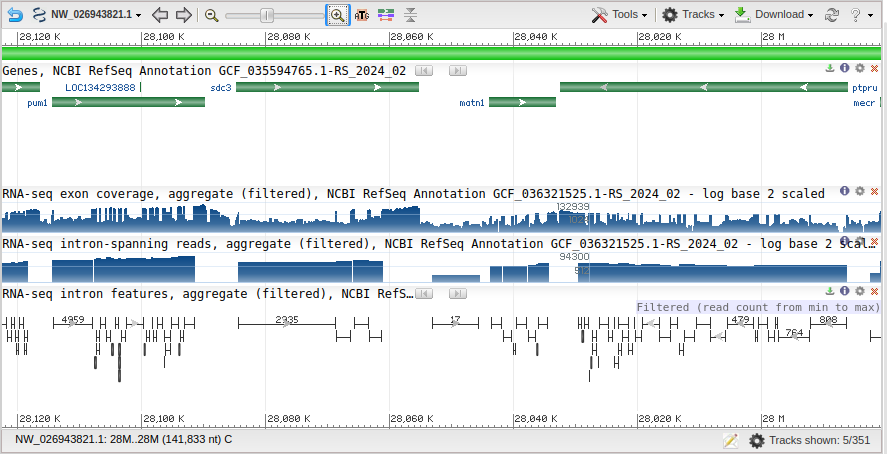 NW_026943821.1 Tools Tracks Download ?
28,120 K 28,100 K 28,080 K 28,060 K 28,040 K 28,020 K 28 M
Genes, NCBI RefSeq Annotation GCF_035594765.1-RS_2024_02
LOC134293888 sdc3 ptpru
pum1 matn1 mecr
RNA-seq exon coverage, aggregate (filtered), NCBI RefSeq Annotation GCF_036321525.1-RS_2024_02 - log base 2 scaled
132939
RNA-seq intron-spanning reads, aggregate (filtered), NCBI RefSeq Annotation GCF_036321525.1-RS_2024_02 - log base 2 scal...
94300
RNA-seq intron features, aggregate (filtered), NCBI RefS...
Filtered (read count from min to max)
4959 2935 17 479 808
764
28,120 K 28,100 K 28,080 K 28,060 K 28,040 K 28,020 K 28 M
NW_026943821.1: 28M..28M (141,833 nt) C Tracks shown: 5/351